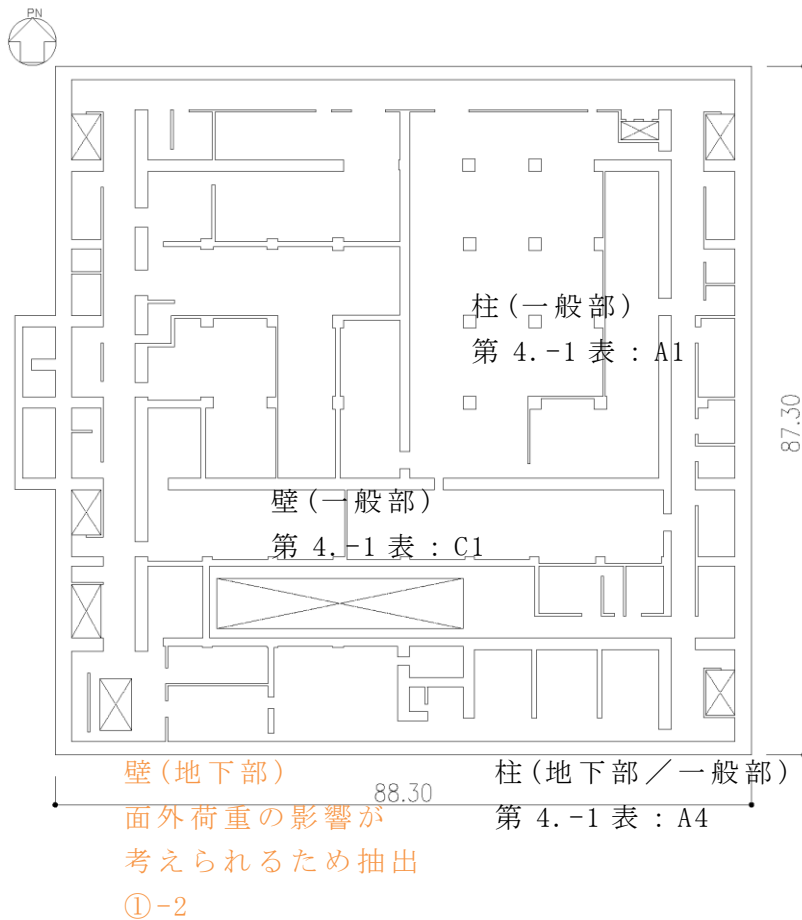 PN
柱(一般部)
第 4.-1 表 : A1
87.30
壁(一般部)
第 4.-1 表 : C1
88.30
壁(地下部)
面外荷重の影響が
考えられるため抽出
①-2
柱(地下部／一般部)
第 4.-1 表 : A4